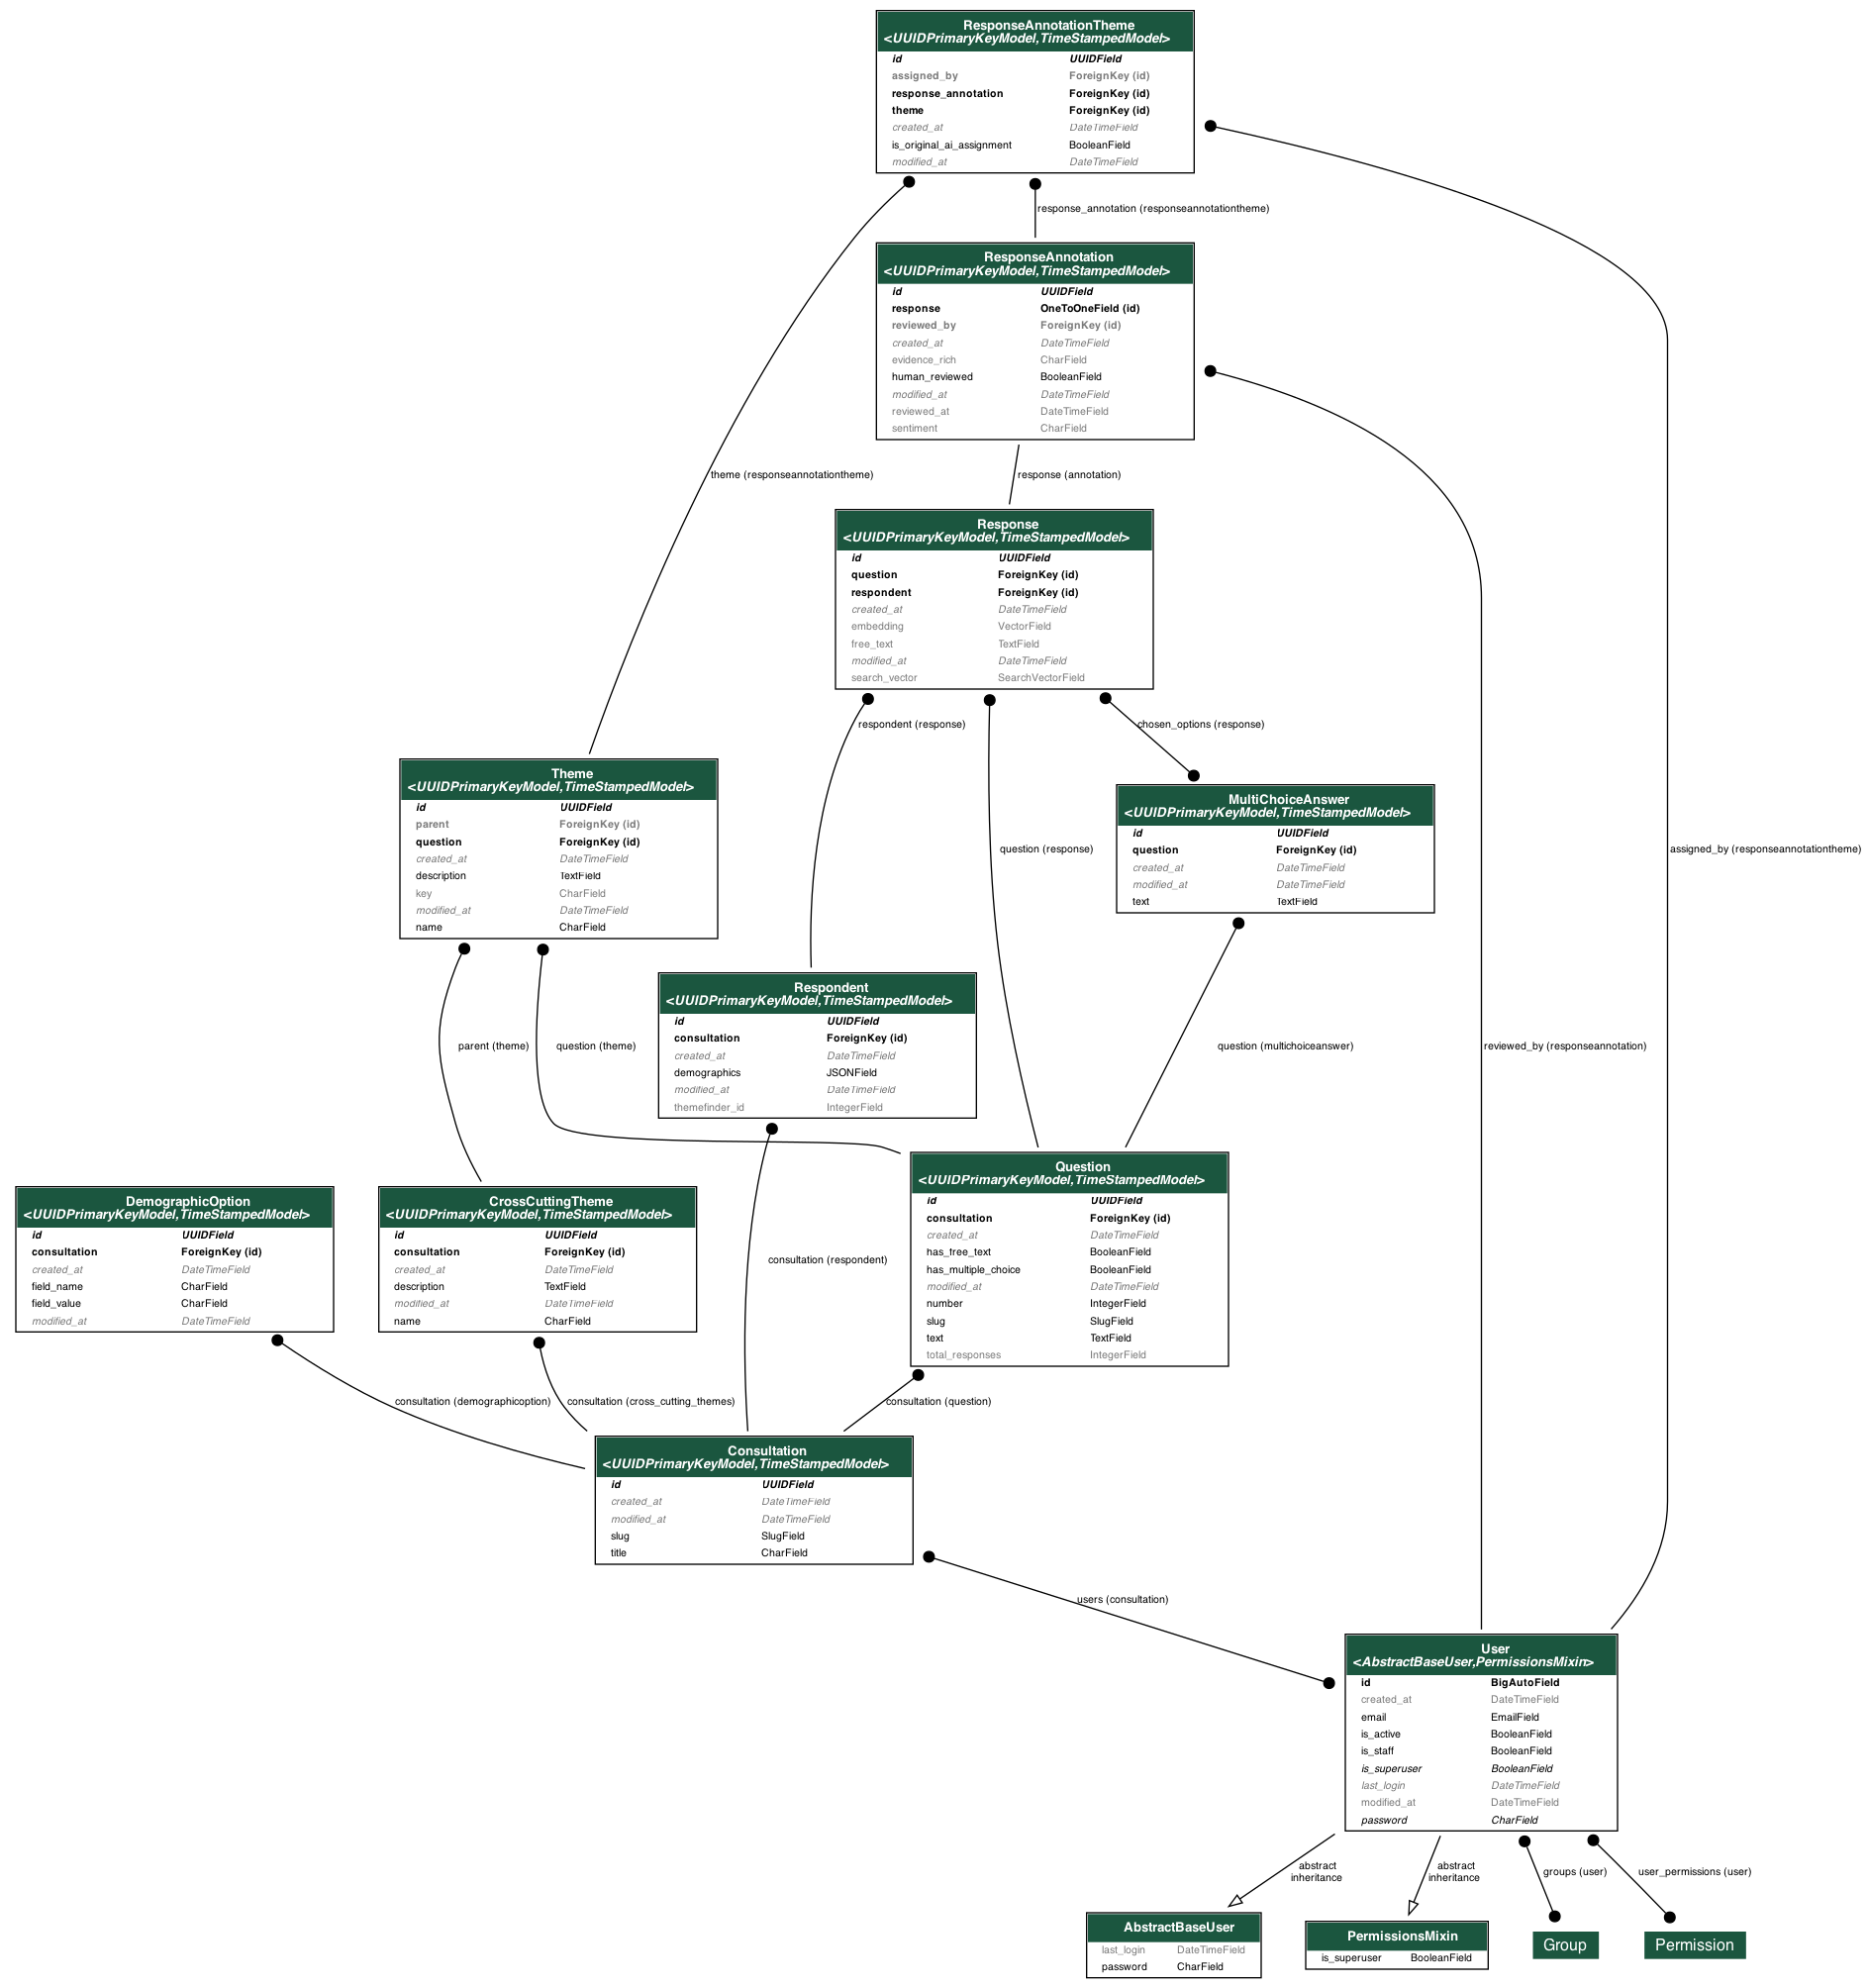 ResponseAnnotationTheme
<UUIDPrimaryKeyModel,TimeStampedModel>
id UUIDField
assigned_by ForeignKey (id)
response_annotation ForeignKey (id)
theme ForeignKey (id)
created_at DateTimeField
is_original_ai_assignment BooleanField
modified_at DateTimeField
response_annotation (responseannotationtheme)
ResponseAnnotation
<UUIDPrimaryKeyModel,TimeStampedModel>
id UUIDField
response OneToOneField (id)
reviewed_by ForeignKey (id)
created_at DateTimeField
evidence_rich CharField
human_reviewed BooleanField
modified_at DateTimeField
reviewed_at DateTimeField
sentiment CharField
theme (responseannotationtheme)
response (annotation)
Response
<UUIDPrimaryKeyModel,TimeStampedModel>
id UUIDField
question ForeignKey (id)
respondent ForeignKey (id)
created_at DateTimeField
embedding VectorField
free_text TextField
modified_at DateTimeField
search_vector SearchVectorField
respondent (response)
chosen_options (response)
Theme
<UUIDPrimaryKeyModel,TimeStampedModel>
id UUIDField
parent ForeignKey (id)
question ForeignKey (id)
created_at DateTimeField
description TextField
key CharField
modified_at DateTimeField
name CharField
MultiChoiceAnswer
<UUIDPrimaryKeyModel,TimeStampedModel>
id UUIDField
question ForeignKey (id)
created_at DateTimeField
modified_at DateTimeField
text TextField
question (response)
assigned_by (responseannotationtheme)
Respondent
<UUIDPrimaryKeyModel,TimeStampedModel>
id UUIDField
consultation ForeignKey (id)
created_at DateTimeField
demographics JSONField
modified_at DateTimeField
themefinder_id IntegerField
parent (theme)
question (theme)
question (multichoiceanswer)
reviewed_by (responseannotation)
DemographicOption
<UUIDPrimaryKeyModel,TimeStampedModel>
id UUIDField
consultation ForeignKey (id)
created_at DateTimeField
field_name CharField
field_value CharField
modified_at DateTimeField
CrossCuttingTheme
<UUIDPrimaryKeyModel,TimeStampedModel>
id UUIDField
consultation ForeignKey (id)
created_at DateTimeField
description TextField
modified_at DateTimeField
name CharField
consultation (respondent)
Question
<UUIDPrimaryKeyModel,TimeStampedModel>
id UUIDField
consultation ForeignKey (id)
created_at DateTimeField
has_free_text BooleanField
has_multiple_choice BooleanField
modified_at DateTimeField
number IntegerField
slug SlugField
text TextField
total_responses IntegerField
consultation (demographicoption)
consultation (cross_cutting_themes)
consultation (question)
Consultation
<UUIDPrimaryKeyModel,TimeStampedModel>
id UUIDField
created_at DateTimeField
modified_at DateTimeField
slug SlugField
title CharField
users (consultation)
User
<AbstractBaseUser,PermissionsMixin>
id BigAutoField
created_at DateTimeField
email EmailField
is_active BooleanField
is_staff BooleanField
is_superuser BooleanField
last_login DateTimeField
modified_at DateTimeField
password CharField
abstract
inheritance
abstract
inheritance
groups (user)
user_permissions (user)
AbstractBaseUser
last_login DateTimeField
password CharField
PermissionsMixin
is_superuser BooleanField
Group
Permission